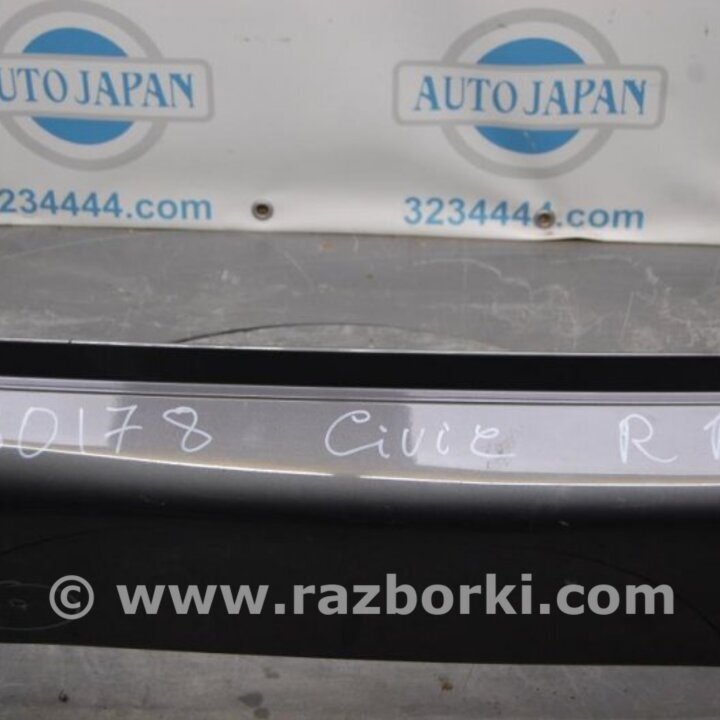 AUTO JAPAN AUTO JAPAN
3234444.com 3234444.com
0178 Civic R
© www.razborki.com